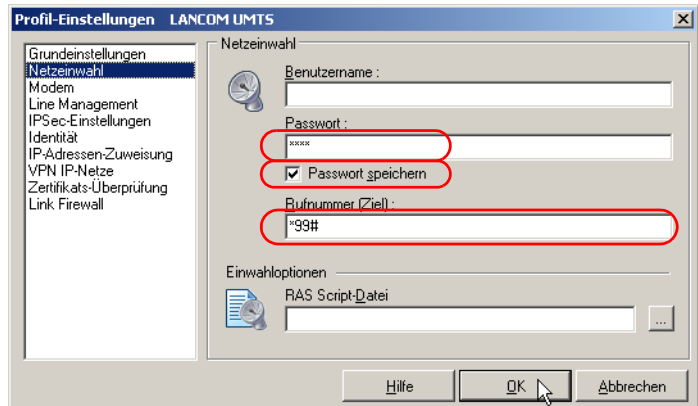 Profil-Einstellungen LANCOM UMTS
Grundeinstellungen
Netzeinwahl
Modem
Line Management
IPSec-Einstellungen
Identität
IP-Adressen-Zuweisung
VPN IP-Netze
Zertifikats-Überprüfung
Link Firewall
Netzeinwahl
Benutzername :
Passwort :
****
Passwort speichern
Rufnummer (Ziel) :
*99#
Einwahloptionen
RAS Script-Datei
...
Hilfe
OK
Abbrechen